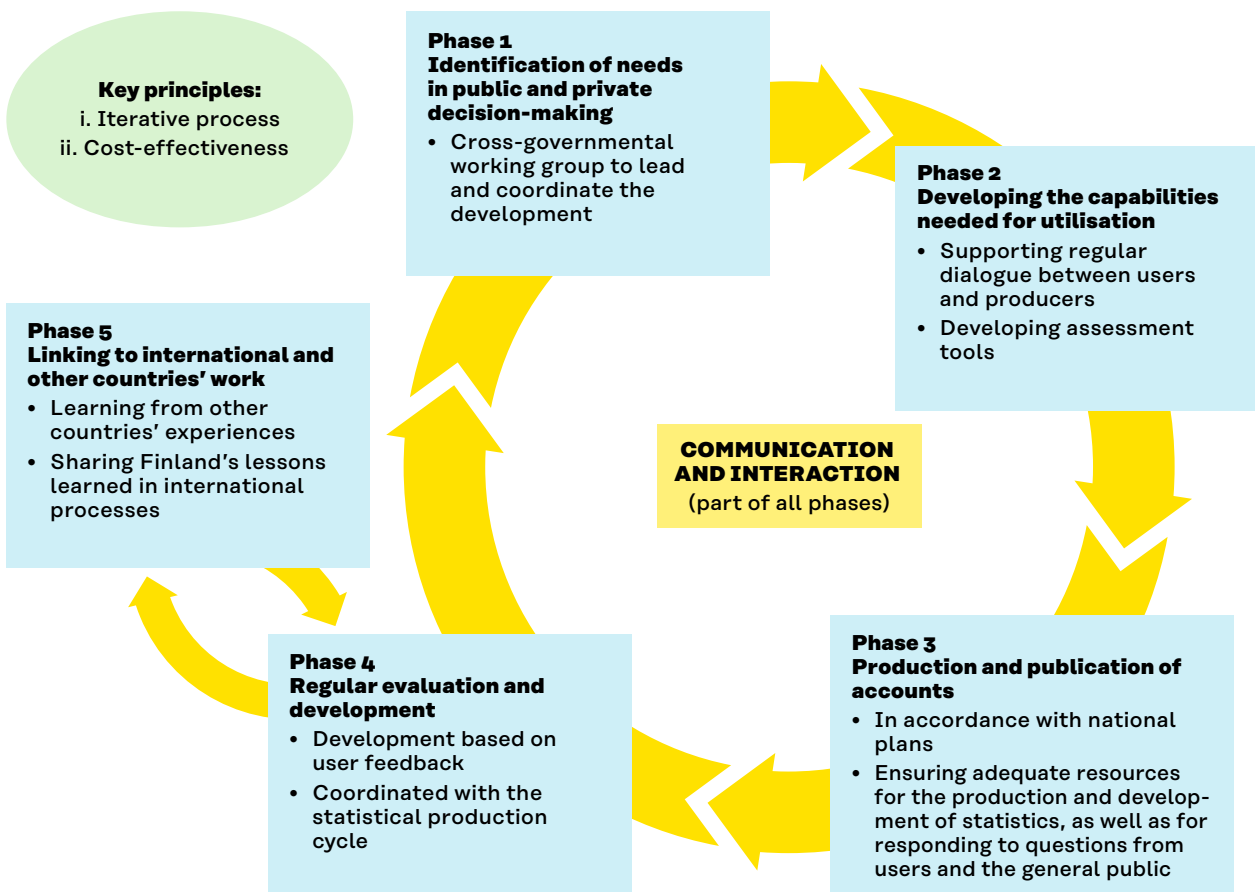 Key principles:
i. Iterative process
ii. Cost-effectiveness
Phase 1
Identification of needs
in public and private
decision-making
• Cross-governmental
working group to lead
and coordinate the
development
Phase 2
Developing the capabilities
needed for utilisation
• Supporting regular
dialogue between users
and producers
• Developing assessment
tools
Phase 3
Production and publication of
accounts
• In accordance with national
plans
• Ensuring adequate resources
for the production and develop-
ment of statistics, as well as for
responding to questions from
users and the general public
Phase 4
Regular evaluation and
development
• Development based on
user feedback
• Coordinated with the
statistical production
cycle
Phase 5
Linking to international and
other countries’ work
• Learning from other
countries’ experiences
• Sharing Finland’s lessons
learned in international
processes
COMMUNICATION
AND INTERACTION
(part of all phases)